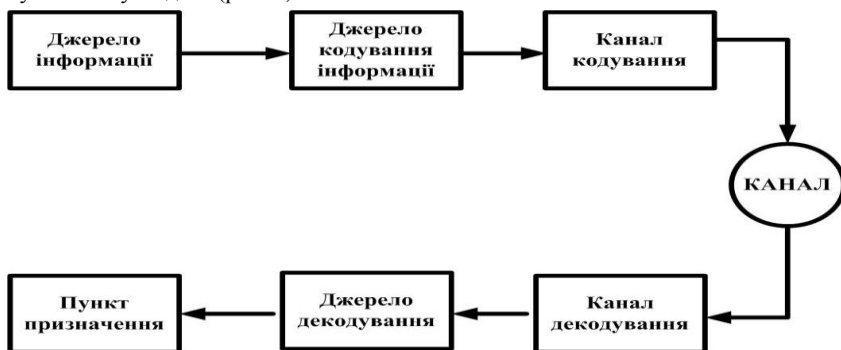 Джерело
інформації
Джерело
кодування
інформації
Канал
кодування
КАНАЛ
Канал
декодування
Джерело
декодування
Пункт
призначення